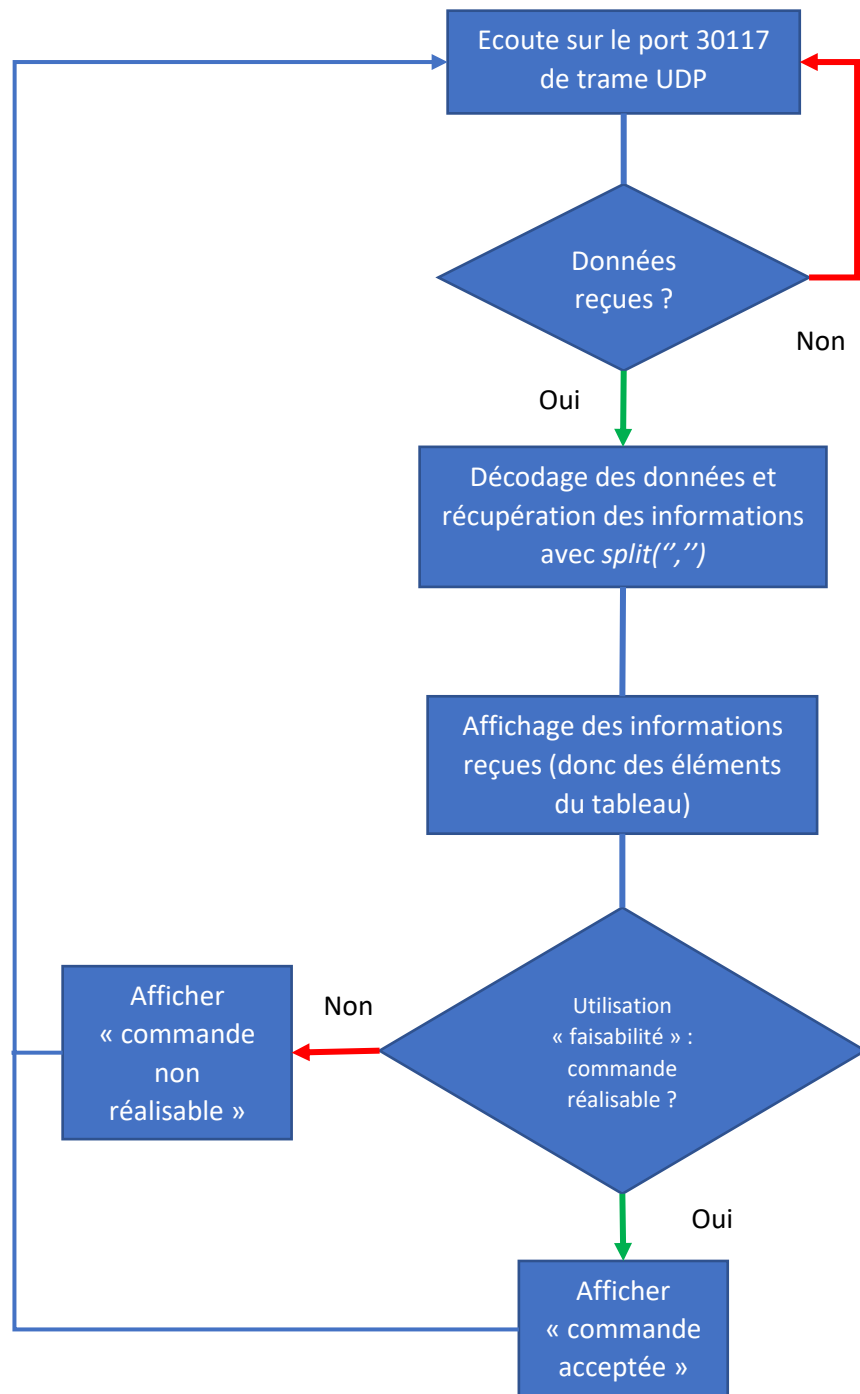 Ecoute sur le port 30117
de trame UDP
Données
reçues ?
Non
Oui
Décodage des données et
récupération des informations
avec split(‘’,’’)
Affichage des informations
reçues (donc des éléments
du tableau)
Utilisation
« faisabilité » :
commande
réalisable ?
Non
Afficher
« commande
non
réalisable »
Oui
Afficher
« commande
acceptée »